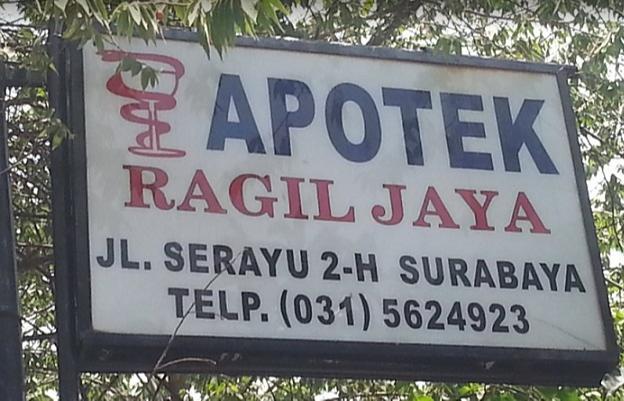 APOTEK
RAGIL JAYA
JL. SERAYU 2-H SURABAYA
TELP. (031) 5624923